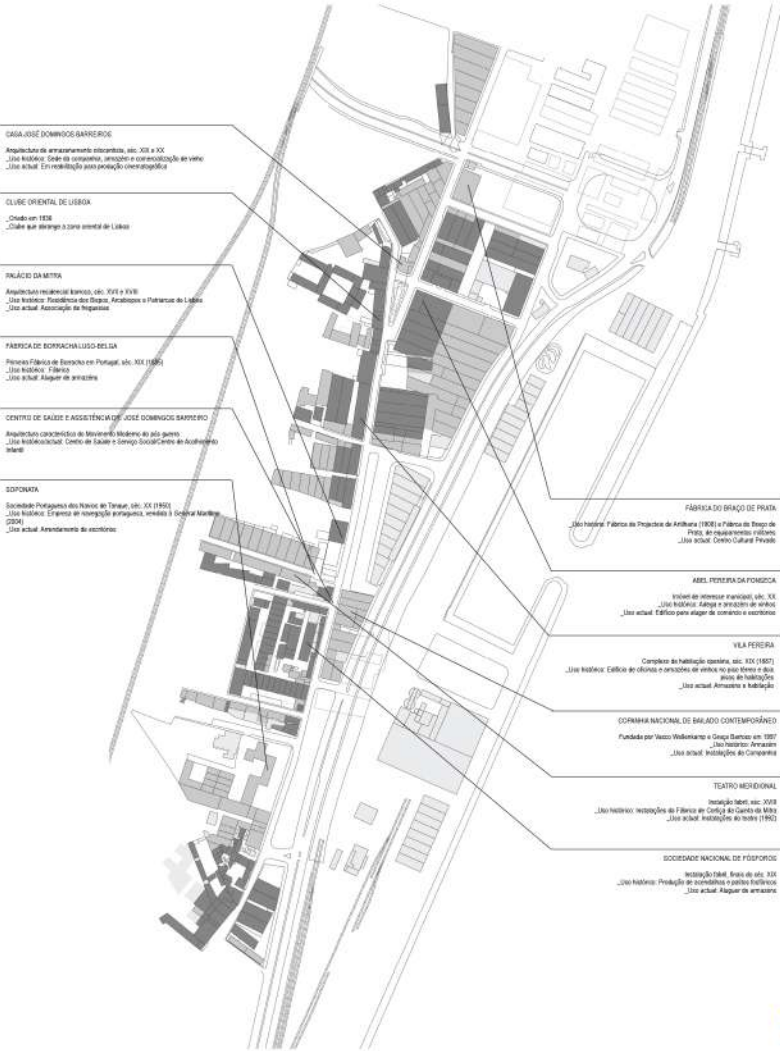 CASA JOSÉ DOMINGOS BARREIROS
Arquitectura de armazenamento oitocentista, séc. XIX e XX
_Uso histórico: Sede da companhia, armazém e comercialização de vinho
_Uso actual: Em reabilitação para produção cinematográfica
CLUBE ORIENTAL DE LISBOA
_Criado em
_Clube que abrange a zona oriental de Lisboa
PALÁCIO DA MITRA
Arquitectura residencial barroca, séc. XVII e XVIII
_Uso histórico: Residência dos Bispos, Arcebispos e Patriarcas de Lisboa
_Uso actual: Associação de freguesias
FÁBRICA DE BORRACHA LUSO-BELGA
Primeira Fábrica de Borracha em Portugal, séc. XIX
_Uso histórico: Fábrica
_Uso actual: Aluguer de armazéns
CENTRO DE SAÚDE E ASSISTÊNCIA DR. JOSÉ DOMINGOS BARREIRO
Arquitectura característica do Movimento Moderno do pós guerra
_Uso histórico/actual: Centro de Saúde e Serviço Social/Centro de Acolhimento
Infantil
SOPONATA
Sociedade Portuguesa dos Navios de Tanque, séc. XX
_Uso histórico: Empresa de navegação portuguesa, vendida à General Maritime
(2004)
_Uso actual: Arrendamento de escritórios
FÁBRICA DO BRAÇO DE PRATA
_Uso histório: Fábrica de Projecteis de Artilharia (1908) e Fábrica do Braço de
Prata, de equipamentos militares
_Uso actual: Centro Cultural Privado
ABEL PEREIRA DA FONSECA
Imóvel de interesse municipal, séc. XX
_Uso histórico: Adega e armazém de vinhos
_Uso actual: Edifício para aluger de comércio e escritórios
VILA PEREIRA
Complexo de habitação operária, séc. XIX (1887)
_Uso histórico: Edifício de oficinas e armazéns de vinhos no piso térreo e dois
pisos de habitações
_Uso actual: Armazéns e habitação
COPANHIA NACIONAL DE BAILADO CONTEMPORÂNEO
Fundada por Vasco Wellenkamp e Graça Barroso em
_Uso histórico: Armazém
_Uso actual: Instalações da Companhia
TEATRO MERIDIONAL
Instalção fabril, séc. XVIII
_Uso histórico: Instalações da Fábrica de Cortiça da Quinta da Mitra
_Uso actual: Instalações do teatro (1992)
SOCIEDADE NACIONAL DE FÓSFOROS
Instalação fabril, finais do séc. XIX
_Uso histórico: Produção de acendalhas e palitos fosfóricos
_Uso actual: Aluguer de armazéns